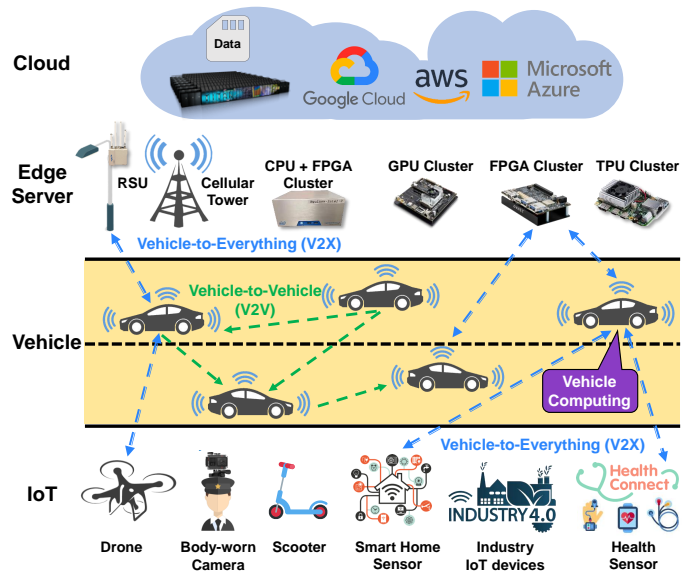 Cloud
Data
Google Cloud
aws
Microsoft
Azure
Edge
Server
RSU
Cellular
Tower
CPU + FPGA
Cluster
GPU Cluster
FPGA Cluster
TPU Cluster
Vehicle-to-Everything (V2X)
Vehicle-to-Vehicle
(V2V)
Vehicle
Vehicle
Computing
Vehicle-to-Everything (V2X)
IoT
INDUSTRY 4.0
Health
Connect
Drone
Body-worn
Camera
Scooter
Smart Home
Sensor
Industry
IoT devices
Health
Sensor